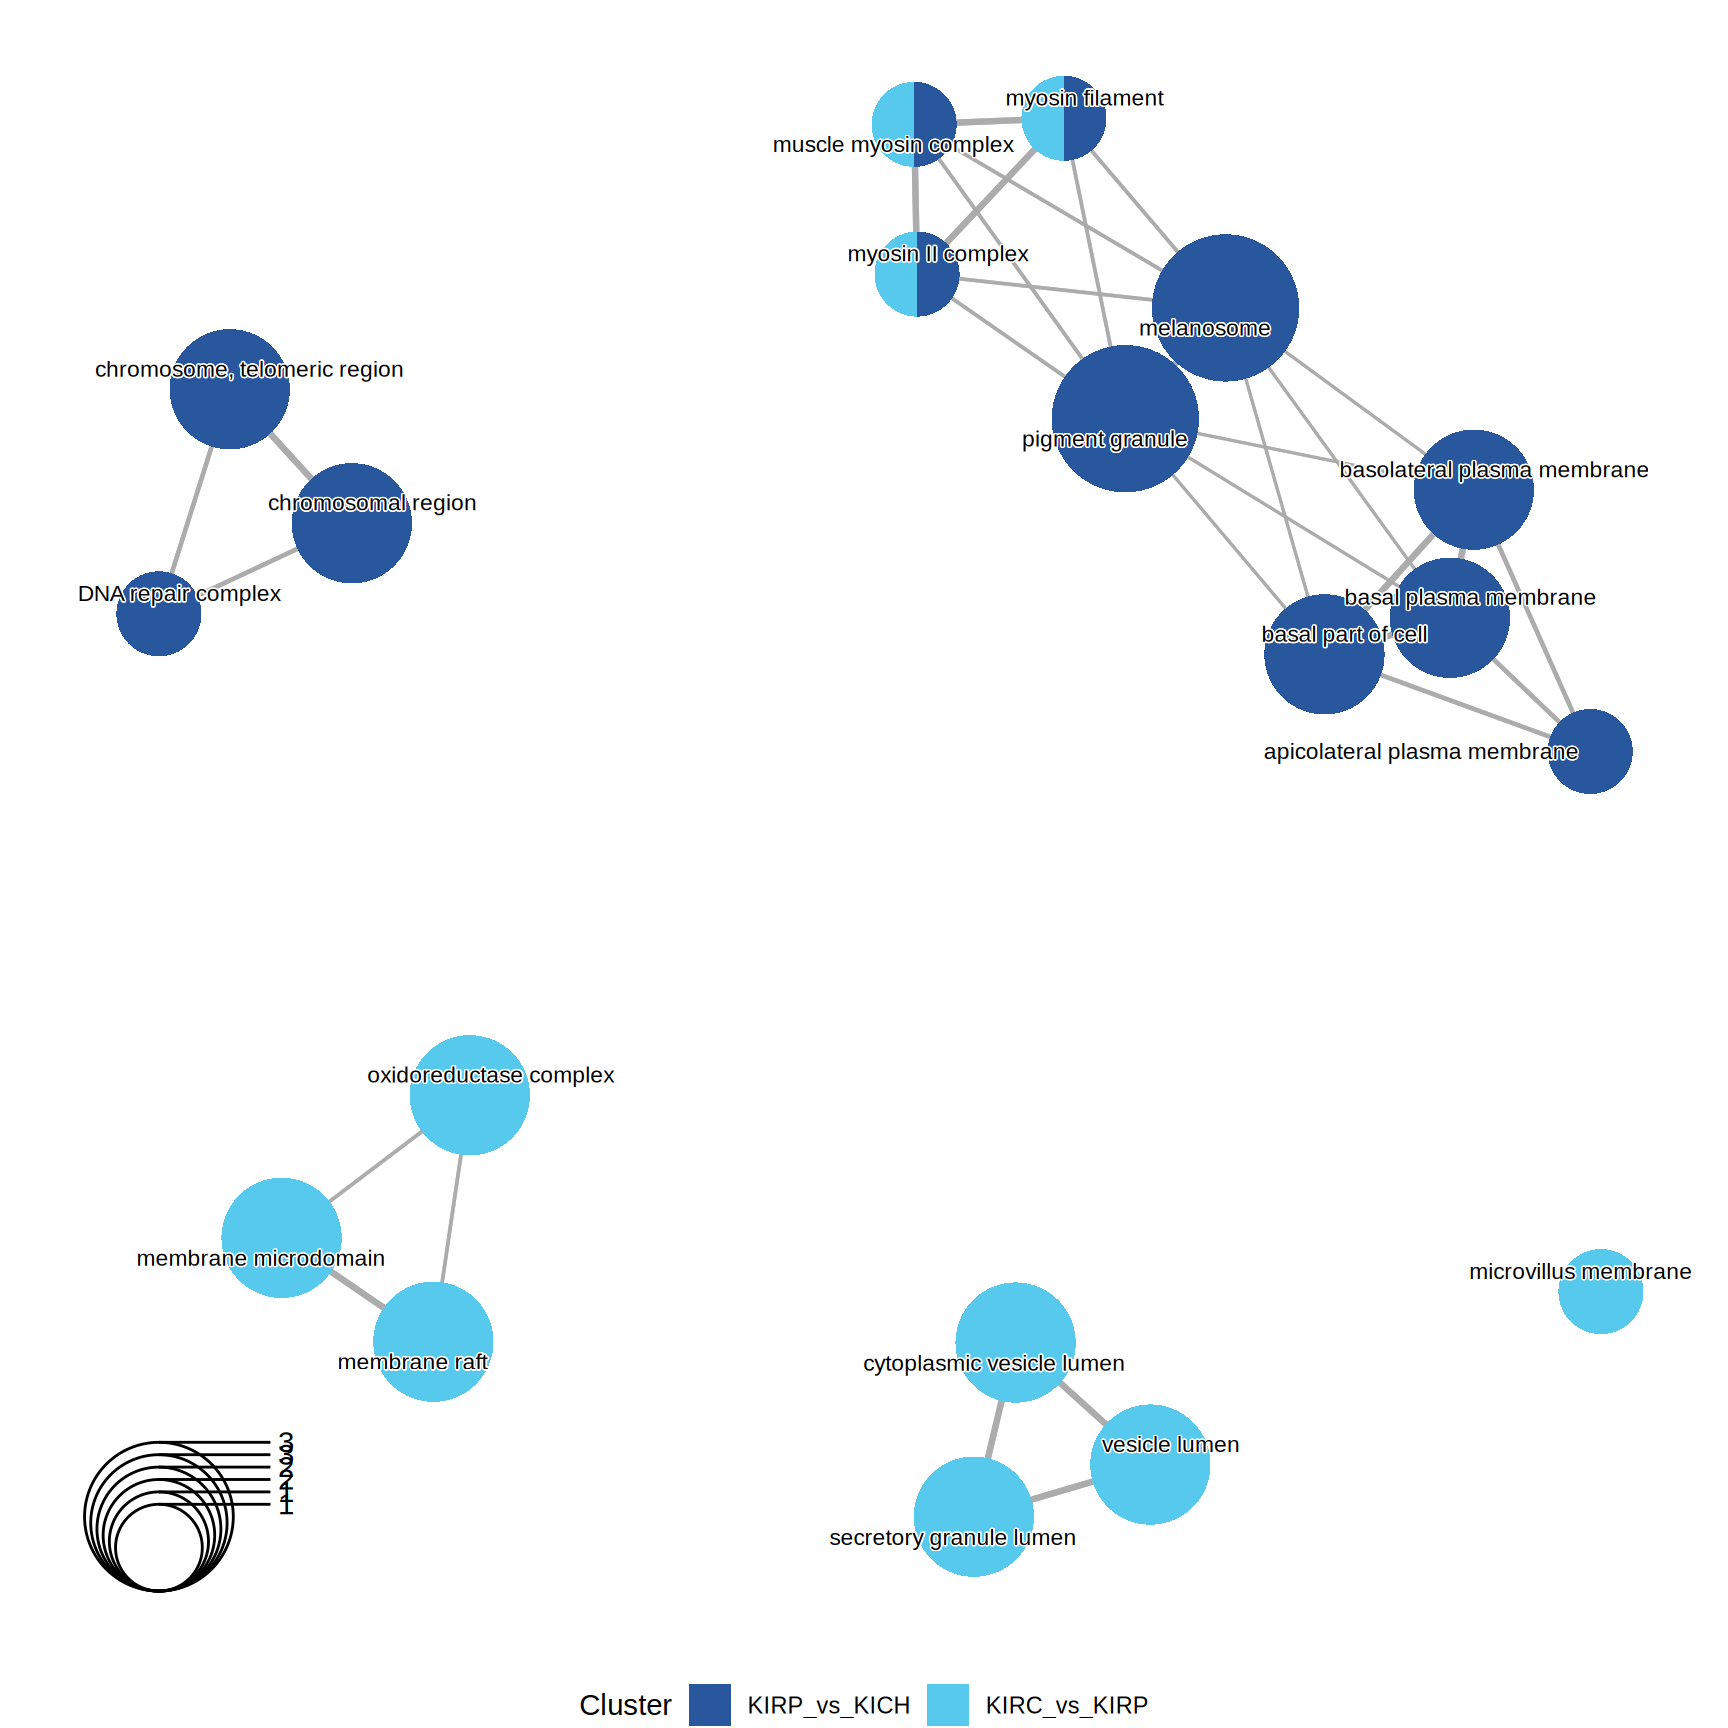 myosin filament
muscle myosin complex
myosin II complex
melanosome
chromosome, telomeric region
pigment granule
basolateral plasma membrane
chromosomal region
DNA repair complex
basal plasma membrane
basal part of cell
apicolateral plasma membrane
oxidoreductase complex
membrane microdomain
microvillus membrane
membrane raft
cytoplasmic vesicle lumen
vesicle lumen
secretory granule lumen
3
3
2
2
1
1
Cluster KIRP_vs_KICH KIRC_vs_KIRP